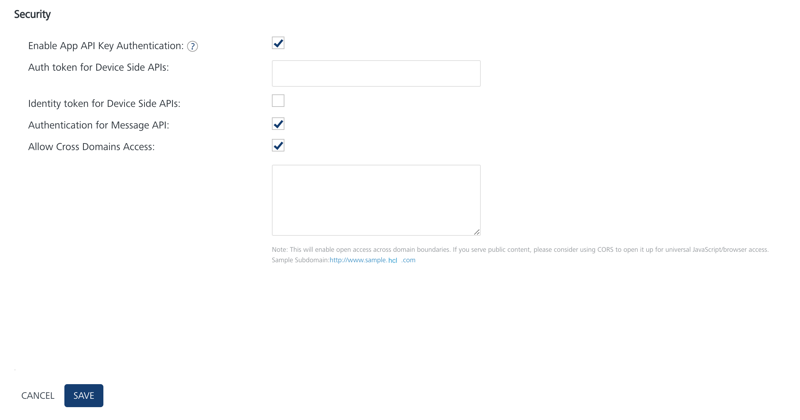 Security
Enable App API Key Authentication: ?
Auth token for Device Side APIs:
Identity token for Device Side APIs:
Authentication for Message API:
Allow Cross Domains Access:
Note: This will enable open access across domain boundaries. If you serve public content, please consider using CORS to open it up for universal JavaScript/browser access.
Sample Subdomain:http://www.sample.hcl .com
CANCEL SAVE